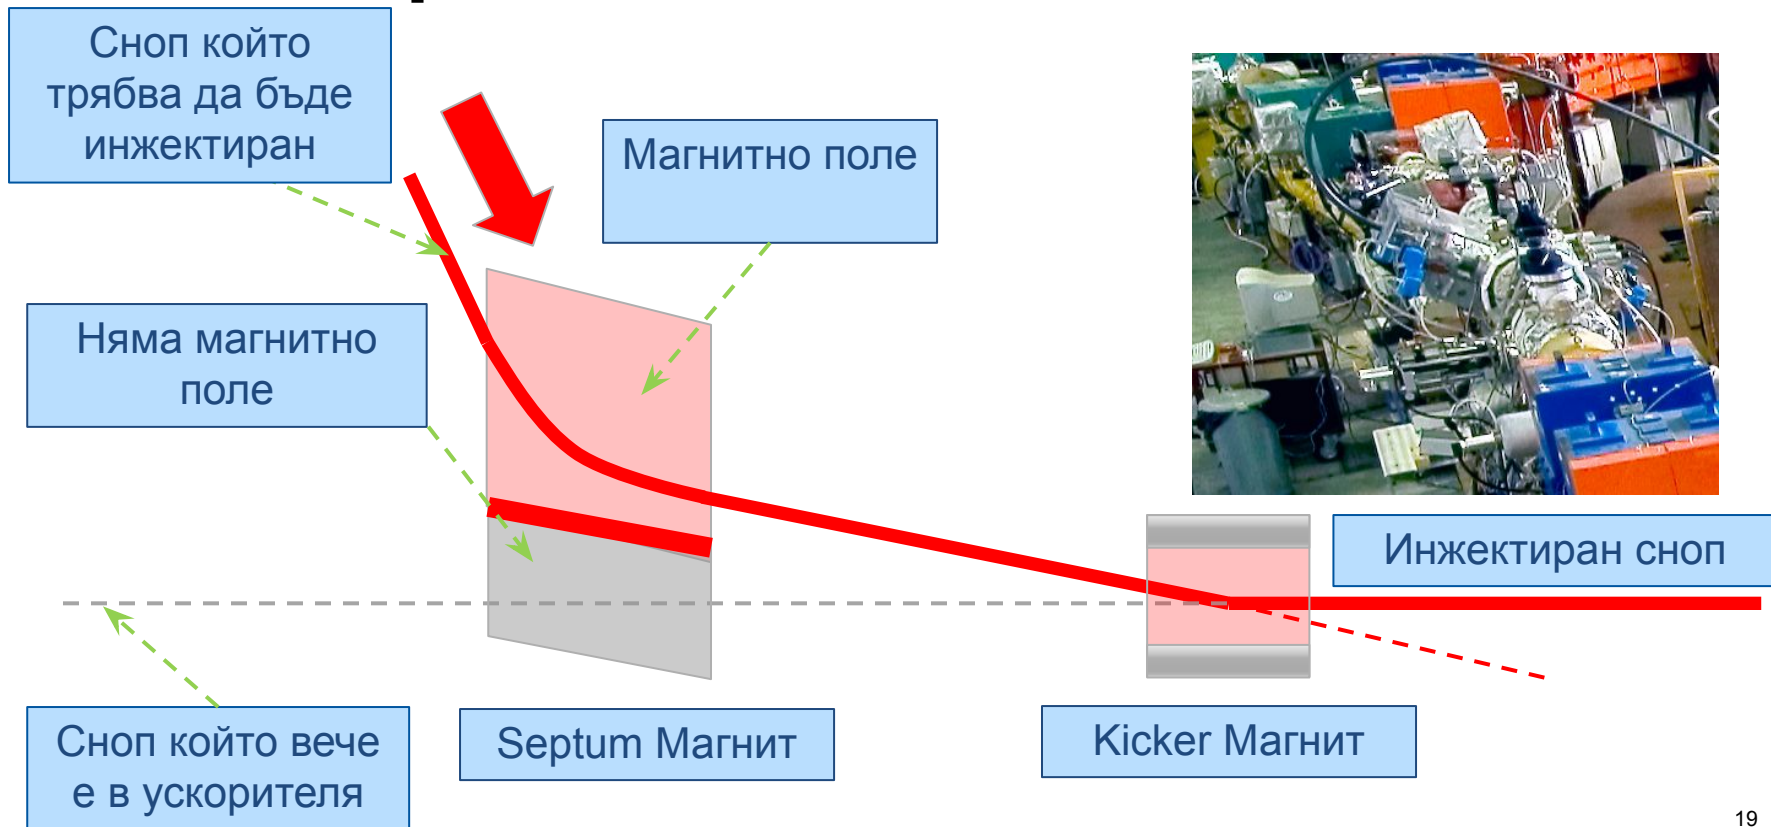 Сноп който
трябва да бъде
инжектиран
Магнитно поле
Няма магнитно
поле
Инжектиран сноп
Сноп който вече
е в ускорителя
Septum Магнит
Kicker Магнит
19